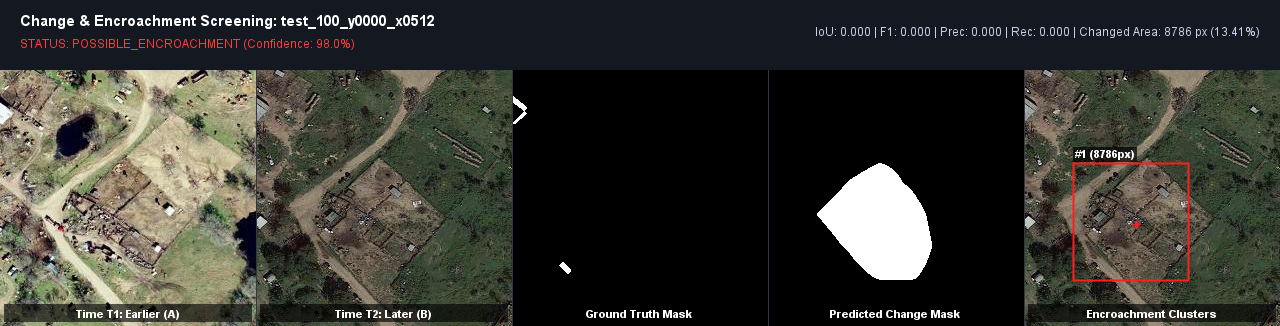 Change & Encroachment Screening: test_100_y0000_x0512
STATUS: POSSIBLE_ENCROACHMENT (Confidence: 98.0%)
IoU: 0.000 | F1: 0.000 | Prec: 0.000 | Rec: 0.000 | Changed Area: 8786 px (13.41%)
#1 (8786px)
Time T1: Earlier (A)
Time T2: Later (B)
Ground Truth Mask
Predicted Change Mask
Encroachment Clusters